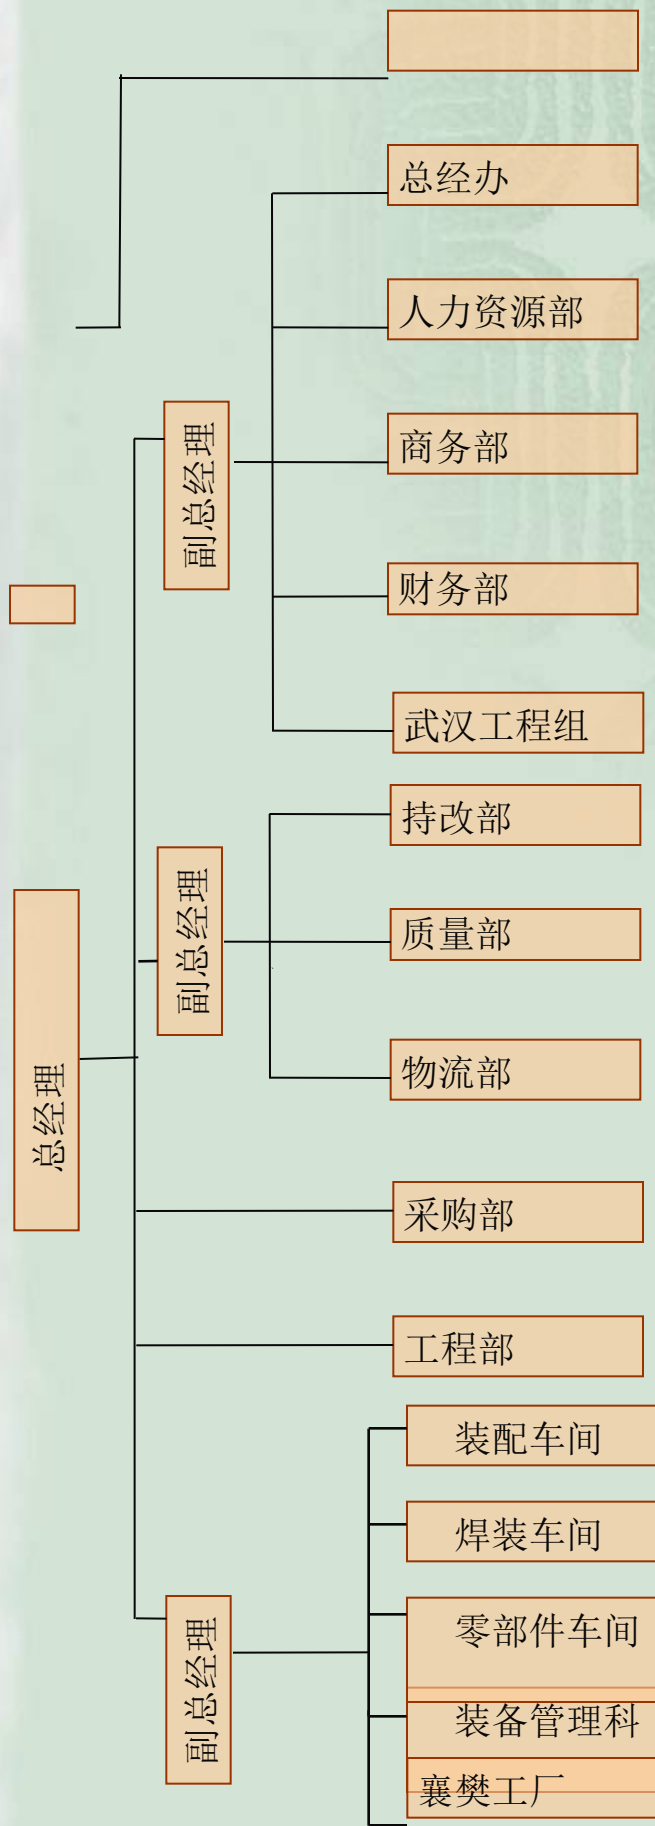 总经办
人力资源部
副总经理
商务部
财务部
武汉工程组
持改部
副总经理
质量部
总经理
物流部
采购部
工程部
装配车间
焊装车间
零部件车间
副总经理
装备管理科
襄樊工厂